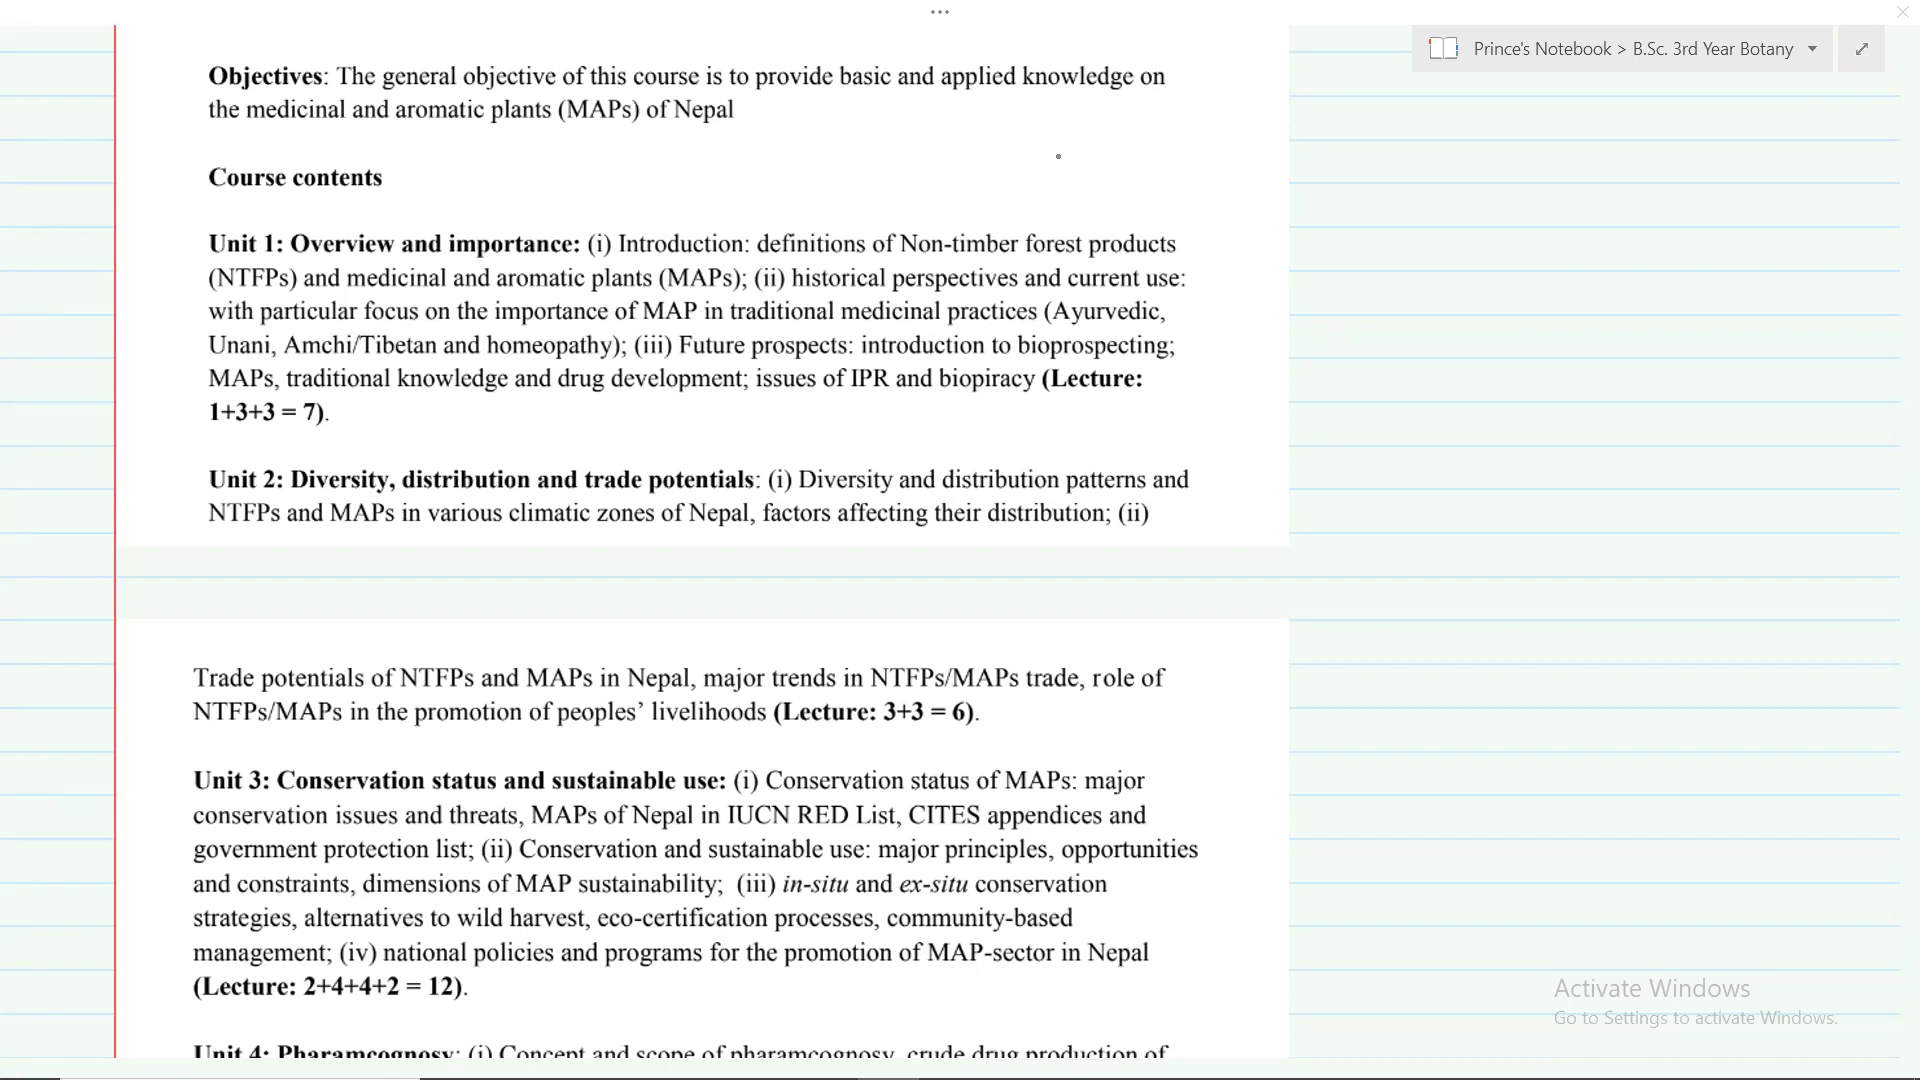 Prince's Notebook > B.Sc. 3rd Year Botany
Objectives: The general objective of this course is to provide basic and applied knowledge on
the medicinal and aromatic plants (MAPs) of Nepal
Course contents
Unit 1: Overview and importance: (i) Introduction: definitions of Non-timber forest products
(NTFPs) and medicinal and aromatic plants (MAPs); (ii) historical perspectives and current use:
with particular focus on the importance of MAP in traditional medicinal practices (Ayurvedic,
Unani, Amchi/Tibetan and homeopathy); (iii) Future prospects: introduction to bioprospecting;
MAPs, traditional knowledge and drug development; issues of IPR and biopiracy (Lecture:
1+3+3 = 7).
Unit 2: Diversity, distribution and trade potentials: (i) Diversity and distribution patterns and
NTFPs and MAPs in various climatic zones of Nepal, factors affecting their distribution; (ii)
Trade potentials of NTFPs and MAPs in Nepal, major trends in NTFPs/MAPs trade, role of
NTFPs/MAPs in the promotion of peoples’ livelihoods (Lecture: 3+3 = 6).
Unit 3: Conservation status and sustainable use: (i) Conservation status of MAPs: major
conservation issues and threats, MAPs of Nepal in IUCN RED List, CITES appendices and
government protection list; (ii) Conservation and sustainable use: major principles, opportunities
and constraints, dimensions of MAP sustainability; (iii) in-situ and ex-situ conservation
strategies, alternatives to wild harvest, eco-certification processes, community-based
management; (iv) national policies and programs for the promotion of MAP-sector in Nepal
(Lecture: 2+4+4+2 = 12).
Unit 4: Pharamcognosy: (i) Concept and scope of pharamcognosy, crude drug production of
Activate Windows
Go to Settings to activate Windows.